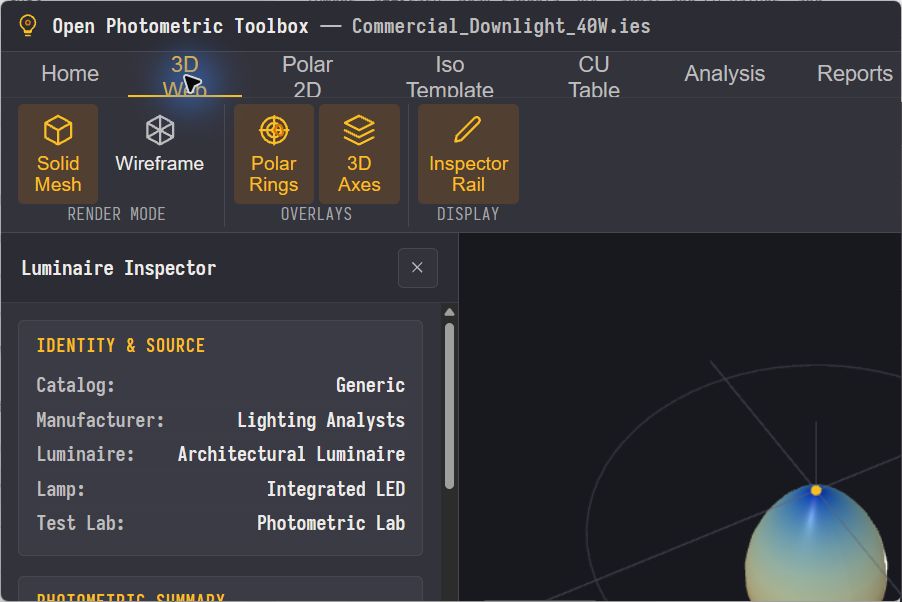 Open Photometric Toolbox — Commercial_Downlight_40W.ies
Home
3D
Web
Polar
2D
Iso
Template
CU
Table
Analysis
Reports
Solid
Mesh
Wireframe
Polar
Rings
3D
Axes
Inspector
Rail
RENDER MODE
OVERLAYS
DISPLAY
Luminaire Inspector
IDENTITY & SOURCE
Catalog: Generic
Manufacturer: Lighting Analysts
Luminaire: Architectural Luminaire
Lamp: Integrated LED
Test Lab: Photometric Lab
PHOTOMETRIC SUMMARY